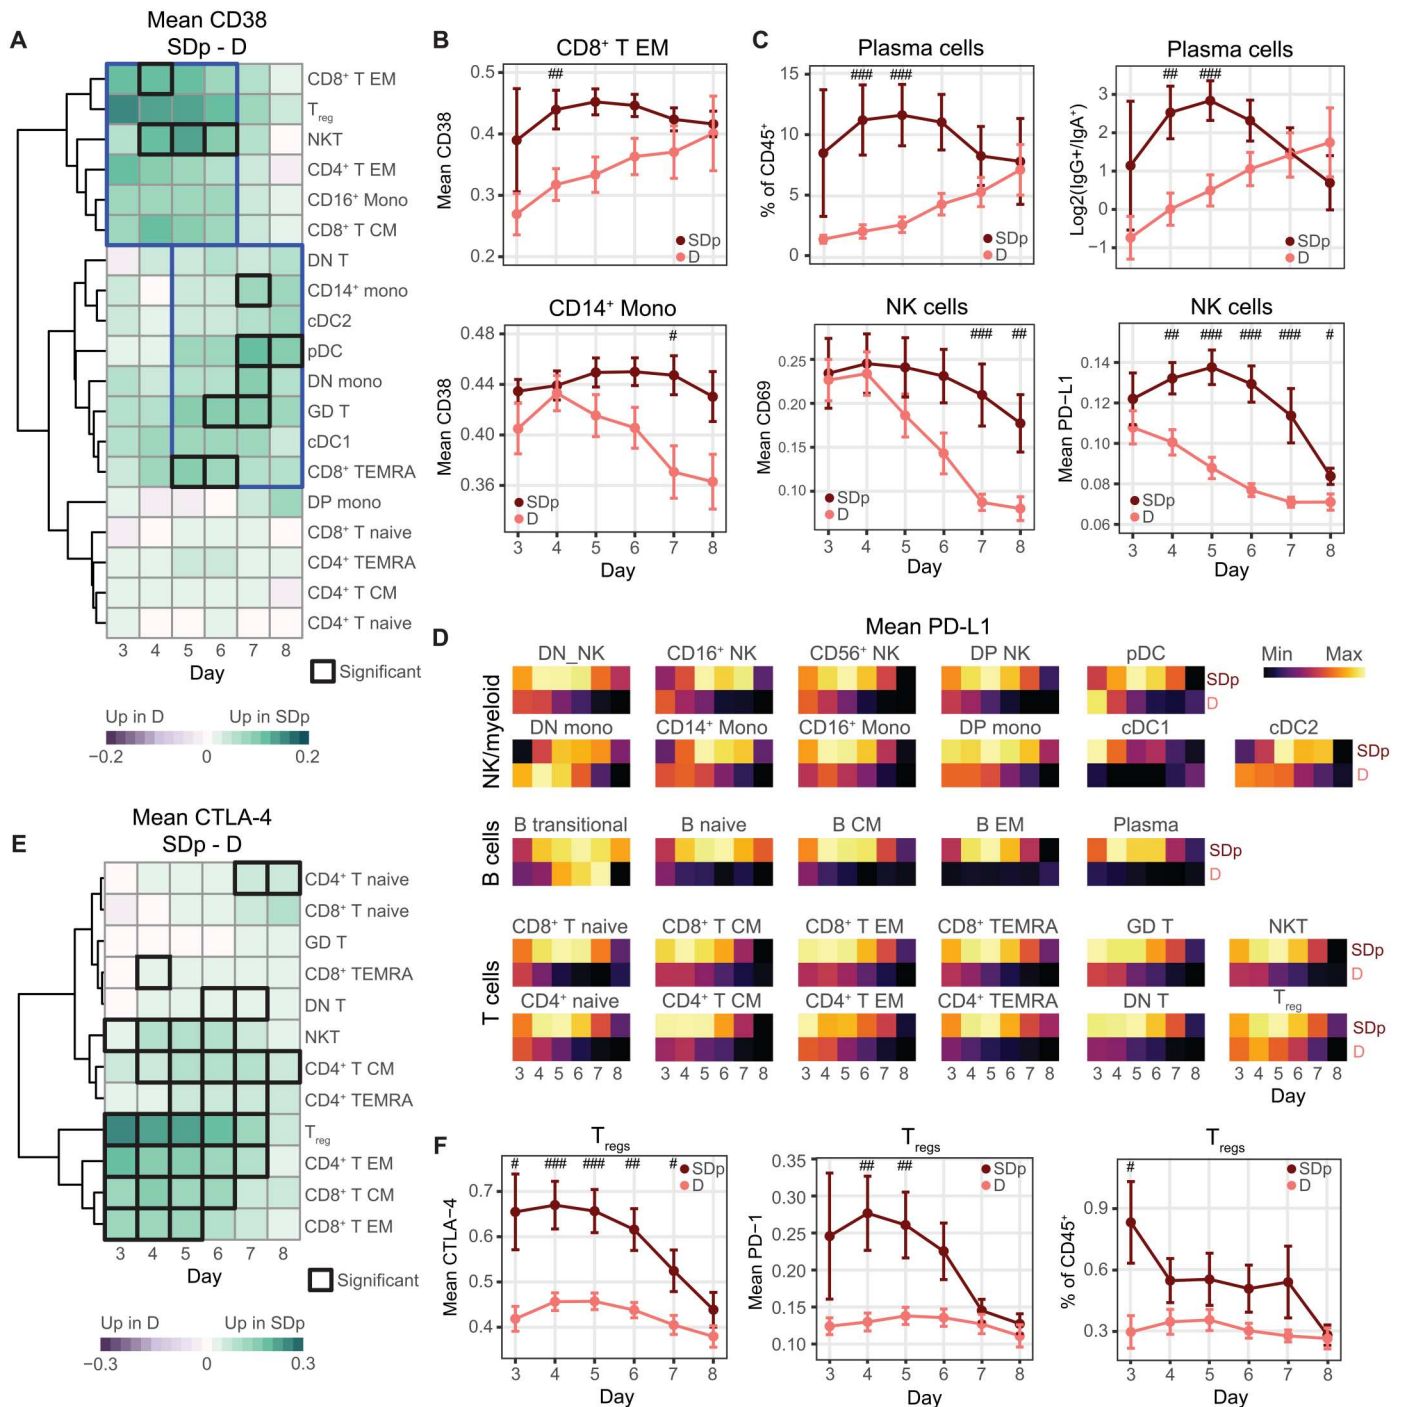 A
Mean CD38
SDp - D
CD8⁺ T EM
T reg
NKT
CD4⁺ T EM
CD16⁺ Mono
CD8⁺ T CM
DN T
CD14⁺ mono
cDC2
pDC
DN mono
GD T
cDC1
CD8⁺ TEMRA
DP mono
CD8⁺ T naive
CD4⁺ TEMRA
CD4⁺ T CM
CD4⁺ T naive
3 4 5 6 7 8
Day
Significant
Up in D Up in SDp
−0.2 0 0.2
B
CD8⁺ T EM
##
0.5
0.4
0.3
0.2
Mean CD38
SDp
D
CD14⁺ Mono
#
0.48
0.44
0.40
0.36
Mean CD38
SDp
D
3 4 5 6 7 8
Day
C
Plasma cells
### ###
15
10
5
0
% of CD45⁺
SDp
D
Plasma cells
## ###
3
2
1
0
−1
Log2(IgG+/IgA⁺)
SDp
D
NK cells
### ##
0.25
0.20
0.15
0.10
Mean CD69
SDp
D
3 4 5 6 7 8
Day
NK cells
## ### ### ### #
0.14
0.12
0.10
0.08
0.06
Mean PD−L1
SDp
D
3 4 5 6 7 8
Day
D
Mean PD-L1
NK/myeloid
DN_NK CD16⁺ NK CD56⁺ NK DP NK pDC
Min Max
SDp
D
DN mono CD14⁺ Mono CD16⁺ Mono DP mono cDC1 cDC2
SDp
D
B cells
B transitional B naive B CM B EM Plasma
SDp
D
T cells
CD8⁺ T naive CD8⁺ T CM CD8⁺ T EM CD8⁺ TEMRA GD T NKT
SDp
D
CD4⁺ naive CD4⁺ T CM CD4⁺ T EM CD4⁺ TEMRA DN T T reg
SDp
D
3 4 5 6 7 8 3 4 5 6 7 8 3 4 5 6 7 8 3 4 5 6 7 8 3 4 5 6 7 8 3 4 5 6 7 8
Day
E
Mean CTLA-4
SDp - D
CD4⁺ T naive
CD8⁺ T naive
GD T
CD8⁺ TEMRA
DN T
NKT
CD4⁺ T CM
CD4⁺ TEMRA
T reg
CD4⁺ T EM
CD8⁺ T CM
CD8⁺ T EM
3 4 5 6 7 8
Day
Significant
Up in D Up in SDp
−0.3 0 0.3
F
T regs
# ### ### ## #
SDp
D
0.7
0.6
0.5
0.4
Mean CTLA−4
3 4 5 6 7 8
Day
T regs
## ##
SDp
D
0.35
0.30
0.25
0.20
0.15
0.10
Mean PD−1
3 4 5 6 7 8
Day
T regs
#
SDp
D
0.9
0.6
0.3
% of CD45⁺
3 4 5 6 7 8
Day